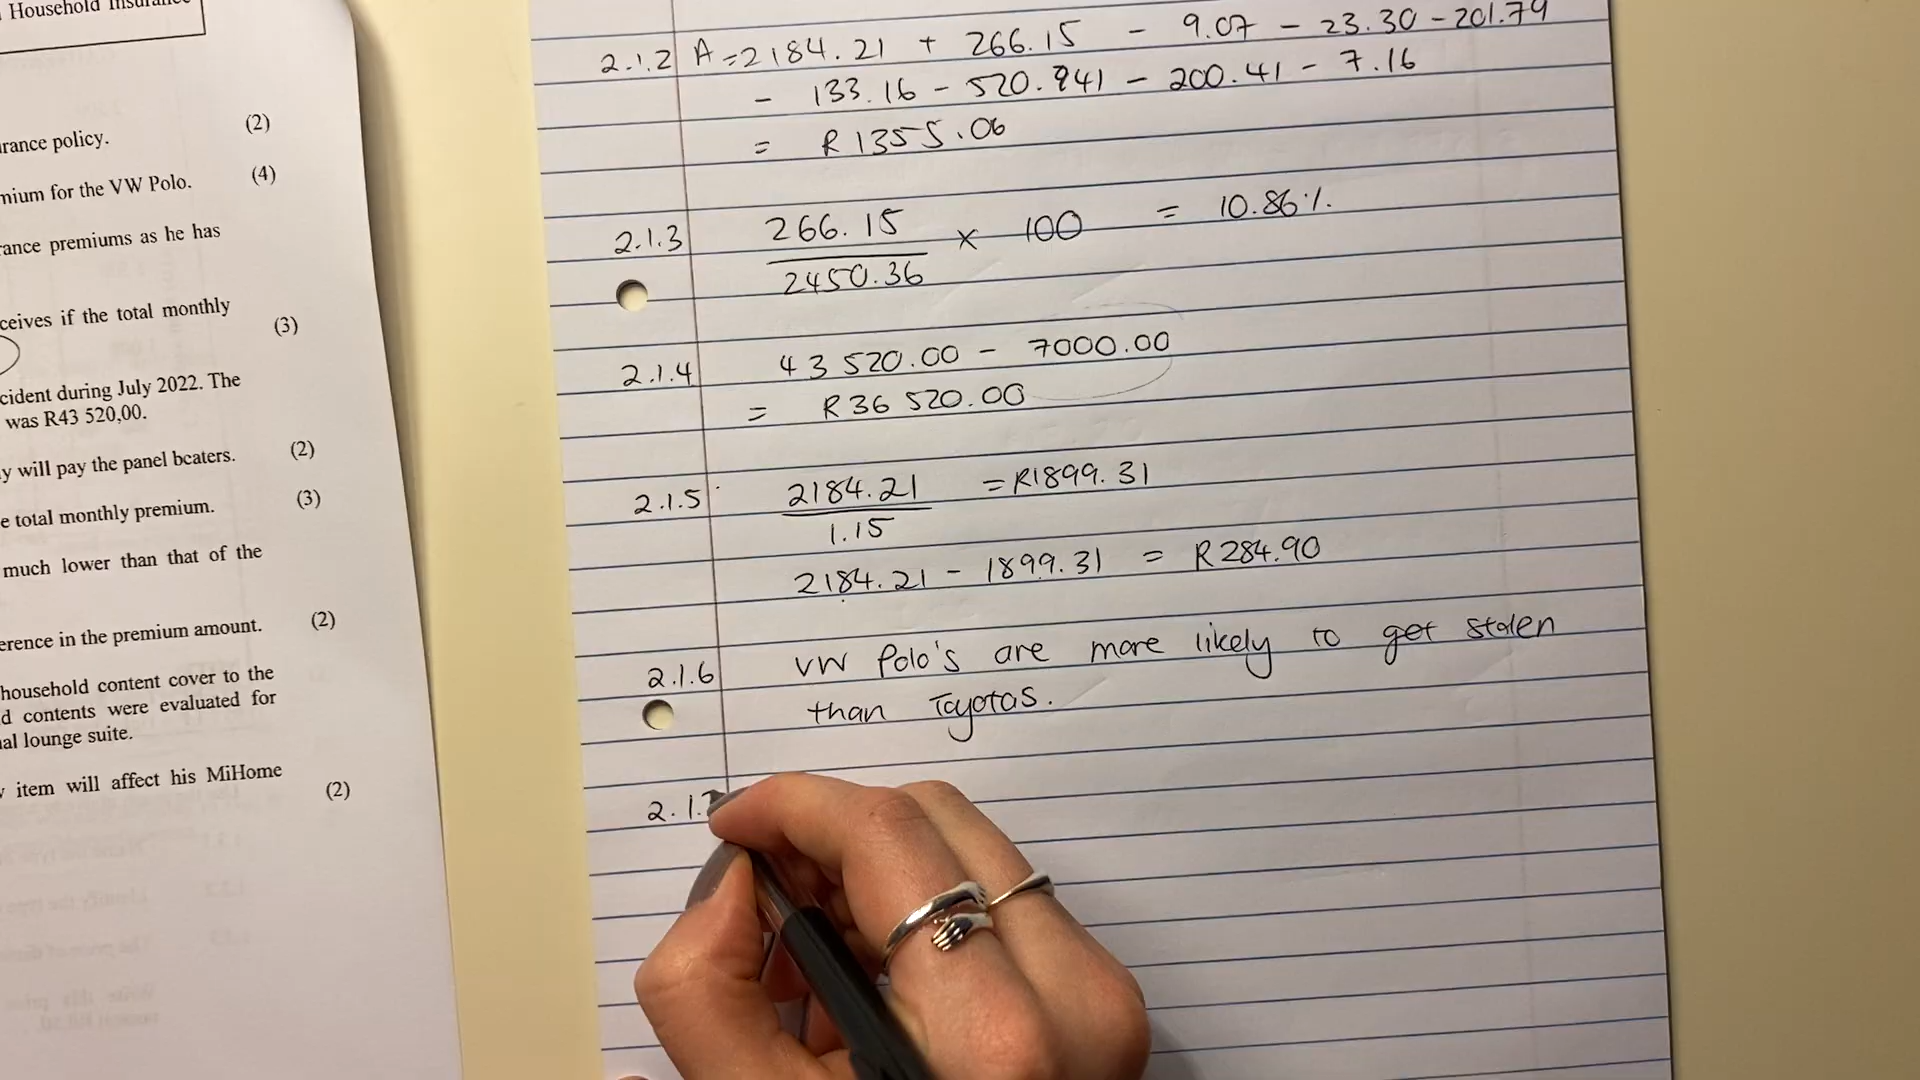 Household Insurance
(2)
rance policy.
(4)
nium for the VW Polo.
rance premiums as he has
ceives if the total monthly
(3)
cident during July 2022. The
was R43 520,00.
y will pay the panel beaters.
(2)
e total monthly premium.
(3)
much lower than that of the
erence in the premium amount.
(2)
household content cover to the
d contents were evaluated for
al lounge suite.
item will affect his MiHome
(2)
2.1.2 A = 2184.21 + 266.15 - 9.07 - 23.30 - 201.79
- 133.16 - 520.41 - 200.41 - 7.16
= R1355.06
2.1.3 266.15 × 100 = 10.86%.
2450.36
2.1.4 43 520.00 - 7000.00
= R36 520.00
2.1.5 2184.21 = R1899.31
1.15
2184.21 - 1899.31 = R284.90
2.1.6 VW Polo's are more likely to get stolen
than Toyotas.
2.1.7